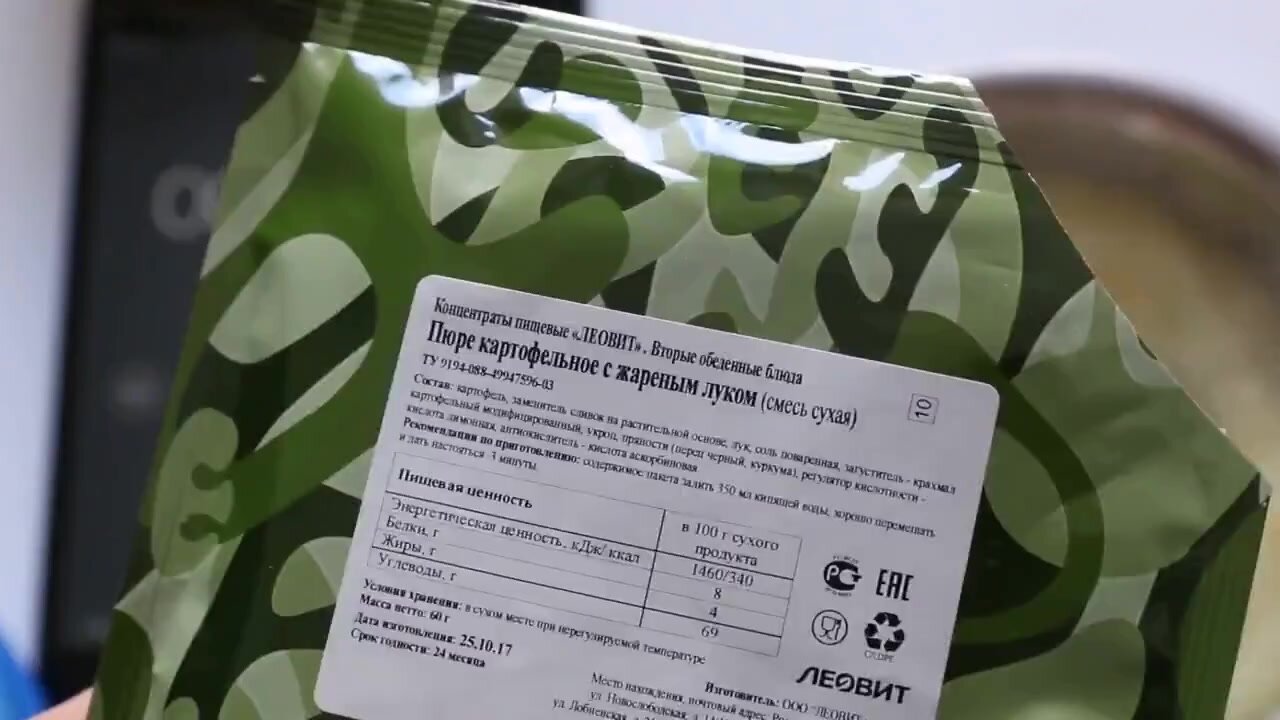 Концентраты пищевые «ЛЕОВИТ». Вторые обеденные блюда
Пюре картофельное с жареным луком (смесь сухая)
ТУ 9194-088-49947596-03
10
Состав: картофель, заменитель сливок на растительной основе, лук, соль поваренная, загуститель - крахмал
картофельный модифицированный, укроп, пряности (перец черный, куркума), регулятор кислотности -
кислота лимонная, антиокислитель - кислота аскорбиновая
Рекомендации по приготовлению: содержимое пакета залить 350 мл кипящей воды, хорошо перемешать
и дать настояться 3 минуты
Пищевая ценность
в 100 г сухого
продукта
Энергетическая ценность, кДж/ ккал
1460/340
Белки, г
8
Жиры, г
4
Углеводы, г
69
Условия хранения: в сухом месте при нерегулируемой температуре
Масса нетто: 60 г
Дата изготовления: 25.10.17
Срок годности: 24 месяца
РС
ЕАС
C/LDPE
ЛЕОВИТ
Изготовитель: ООО "ЛЕОВИТ
Место нахождения, почтовый адрес
ул. Новослободская
ул. Лобненская